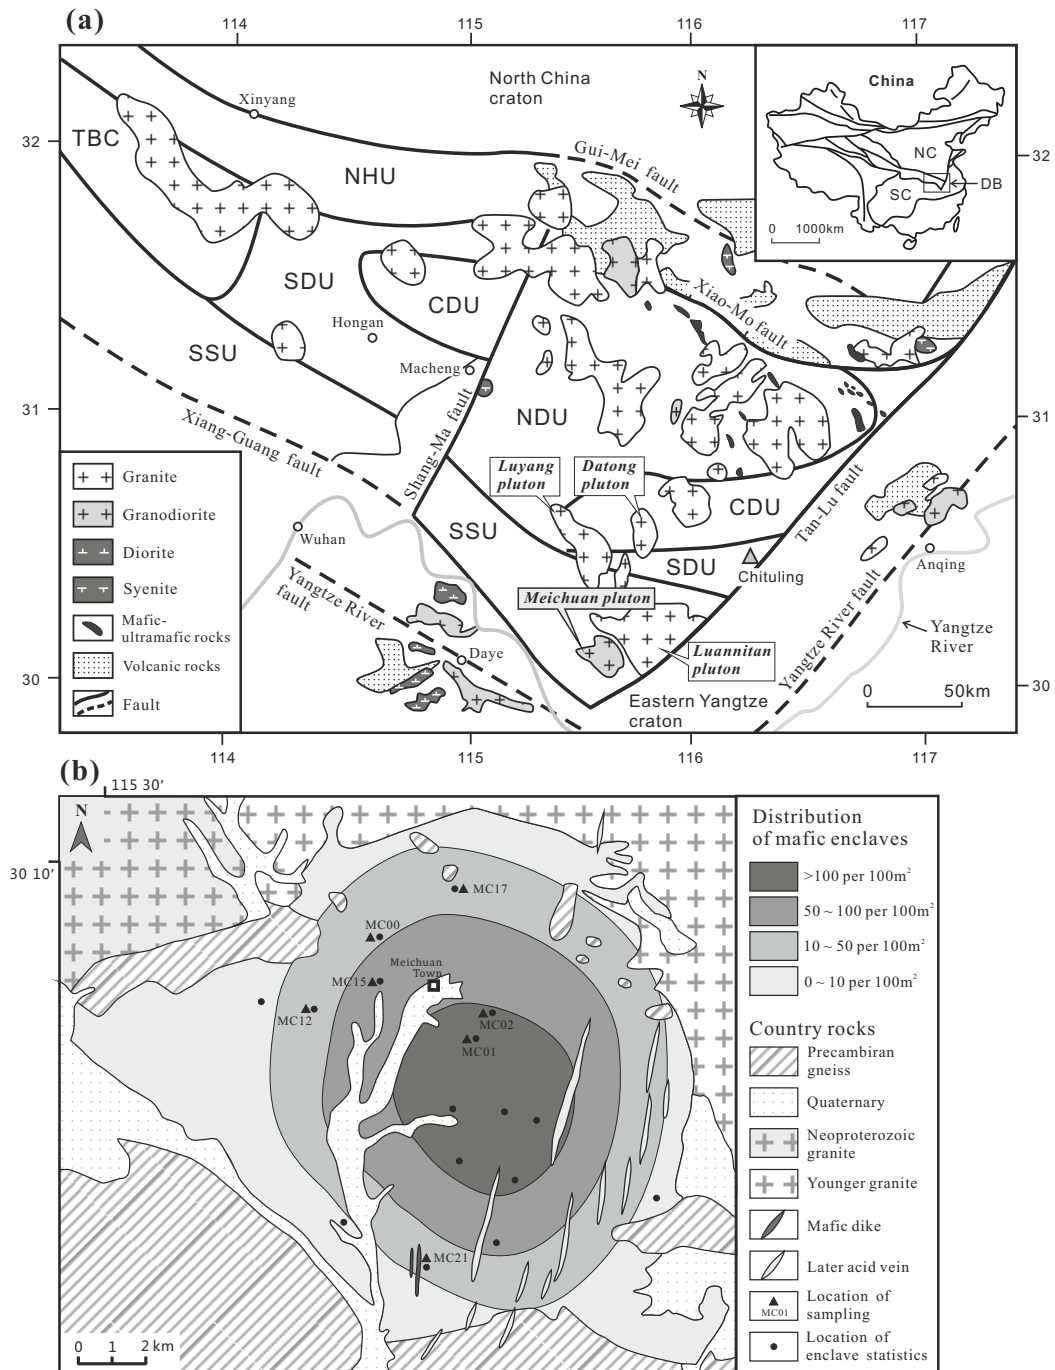 (a)
114
115
116
117
32
31
30
32
31
30
North China
craton
N
Xinyang
TBC
NHU
Gui-Mei fault
China
NC
SC
DB
0 1000km
SDU
CDU
Hongan
SSU
Macheng
Xiao-Mo fault
NDU
Xiang-Guang fault
Shang-Ma fault
Luyang
pluton
Datong
pluton
CDU
Tan-Lu fault
SSU
SDU
Chituling
Wuhan
Anqing
Yangtze River
fault
Meichuan pluton
Luannitan
pluton
Daye
Yangtze River fault
Yangtze
River
0 50km
Eastern Yangtze
craton
Granite
Granodiorite
Diorite
Syenite
Mafic-
ultramafic rocks
Volcanic rocks
Fault
114
115
116
117
(b)
115 30′
30 10′
N
MC17
MC00
Meichuan
Town
MC15
MC12
MC02
MC01
MC21
0 1 2 km
Distribution
of mafic enclaves
>100 per 100m²
50 ~ 100 per 100m²
10 ~ 50 per 100m²
0 ~ 10 per 100m²
Country rocks
Precambiran
gneiss
Quaternary
Neoproterozoic
granite
Younger granite
Mafic dike
Later acid vein
MC01
Location of
sampling
Location of
enclave statistics